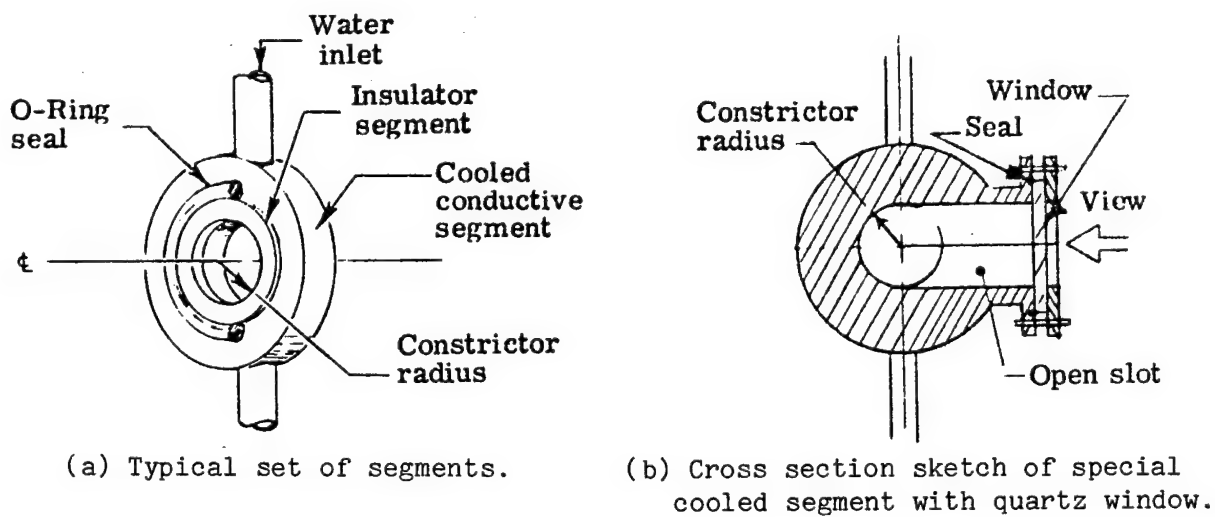 Water
inlet
O-Ring
seal
Insulator
segment
Cooled
conductive
segment
℄
Constrictor
radius
(a) Typical set of segments.
Window
Constrictor
radius
Seal
View
Open slot
(b) Cross section sketch of special
cooled segment with quartz window.